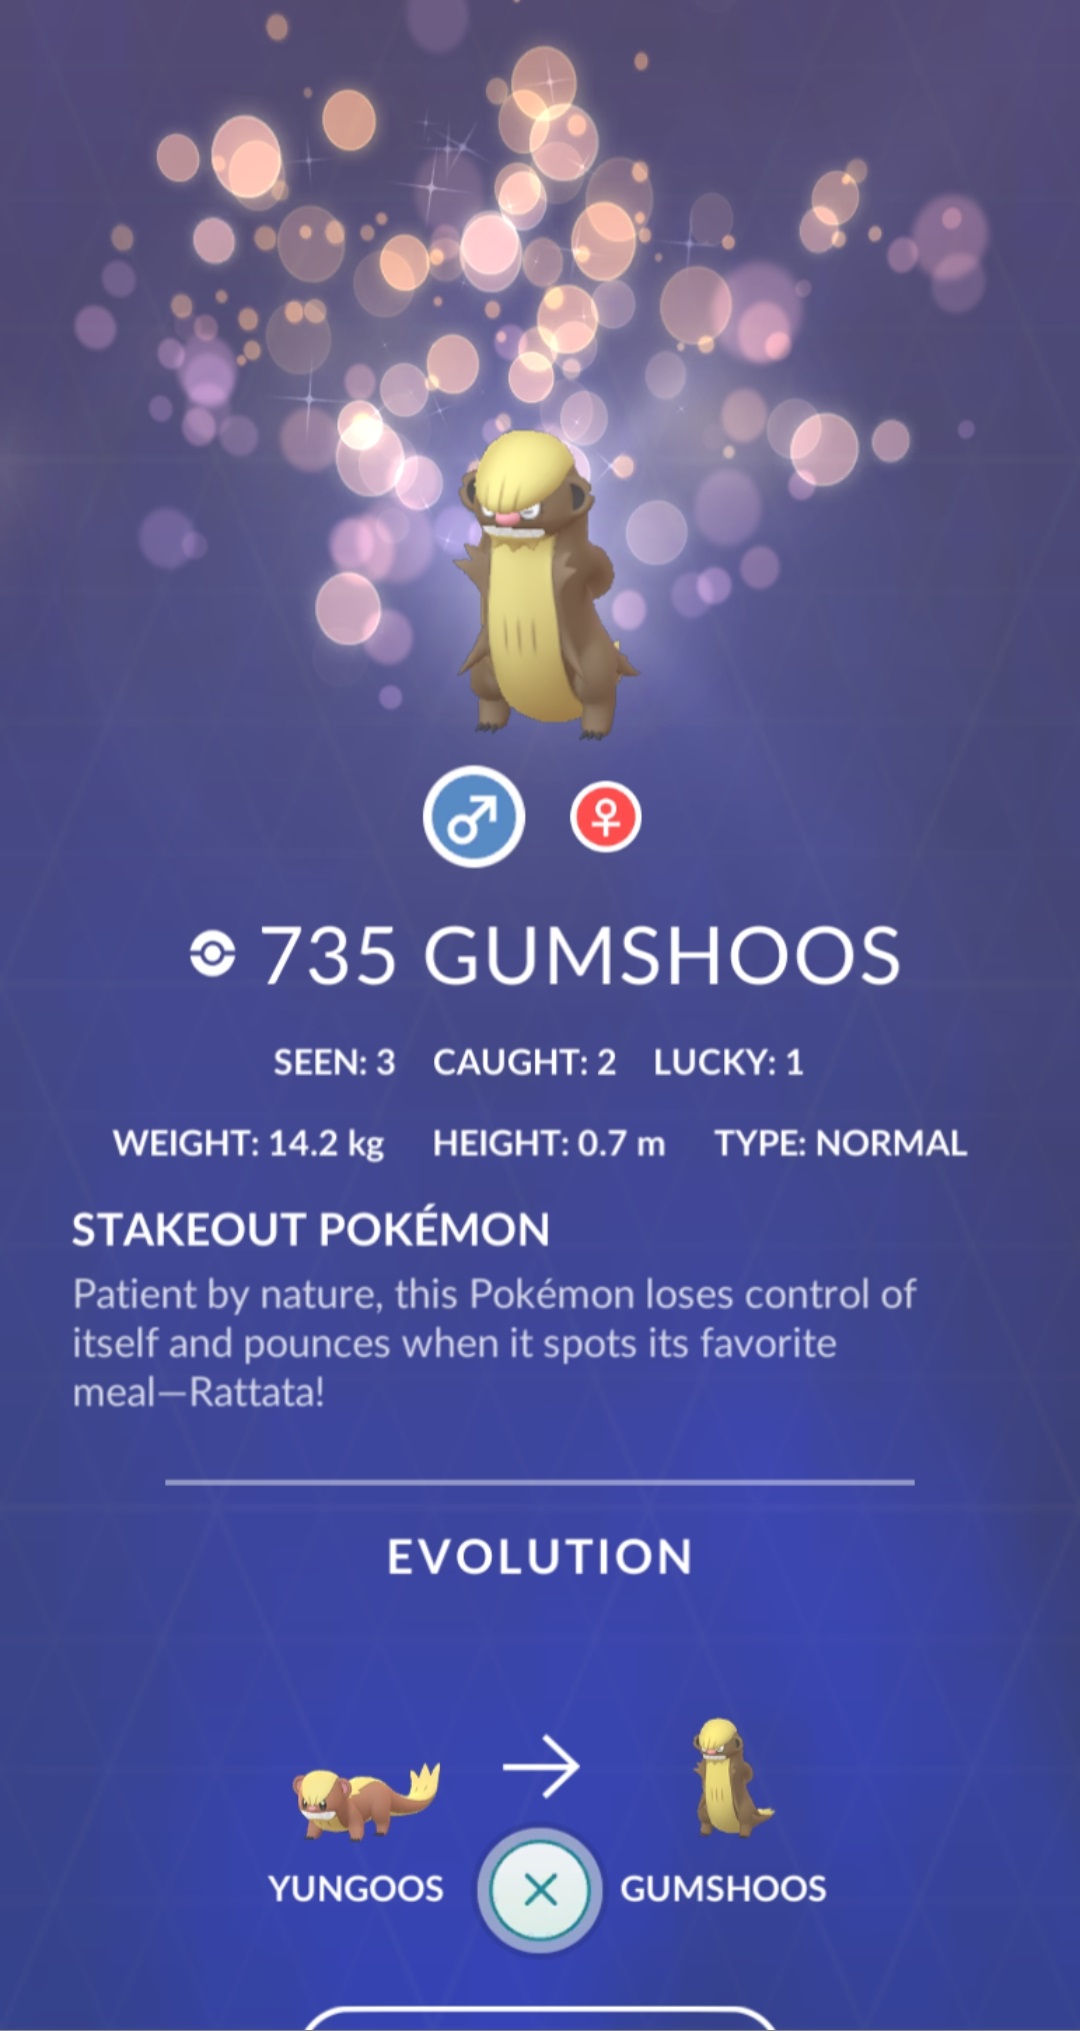 735 GUMSHOOS
SEEN: 3 CAUGHT: 2 LUCKY: 1
WEIGHT: 14.2 kg HEIGHT: 0.7 m TYPE: NORMAL
STAKEOUT POKÉMON
Patient by nature, this Pokémon loses control of
itself and pounces when it spots its favorite
meal—Rattata!
EVOLUTION
YUNGOOS GUMSHOOS